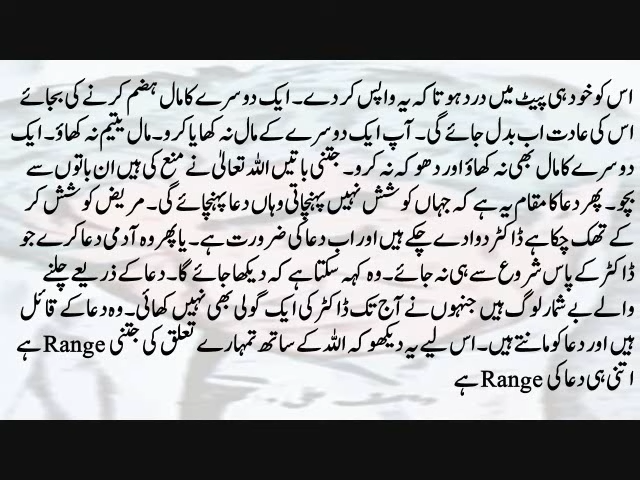 اس کو خود ہی پیٹ میں درد ہوتا کہ یہ واپس کر دے۔ ایک دوسرے کا مال ہضم کرنے کی بجائے
اس کی عادت اب بدل جائے گی۔ آپ ایک دوسرے کے مال نہ کھایا کرو۔ مال یتیم نہ کھاؤ۔ ایک
دوسرے کا مال بھی نہ کھاؤ اور دھوکہ نہ کرو۔ جتنی باتیں اللہ تعالیٰ نے منع کی ہیں ان باتوں سے
بچو۔ پھر دعا کا مقام یہ ہے کہ جہاں کوشش نہیں پہنچاتی وہاں دعا پہنچائے گی۔ مریض کوشش کر
کے تھک چکا ہے ڈاکٹر دوا دے چکے ہیں اور اب دعا کی ضرورت ہے۔ یا پھر وہ آدمی دعا کرے جو
ڈاکٹر کے پاس شروع سے ہی نہ جائے۔ وہ کہہ سکتا ہے کہ دیکھا جائے گا۔ دعا کے ذریعے چلنے
والے بے شمار لوگ ہیں جنہوں نے آج تک ڈاکٹر کی ایک گولی بھی نہیں کھائی۔ وہ دعا کے قائل
ہیں اور دعا کو مانتے ہیں۔ اس لیے یہ دیکھو کہ اللہ کے ساتھ تمہارے تعلق کی جتنی Range ہے
اتنی ہی دعا کی Range ہے